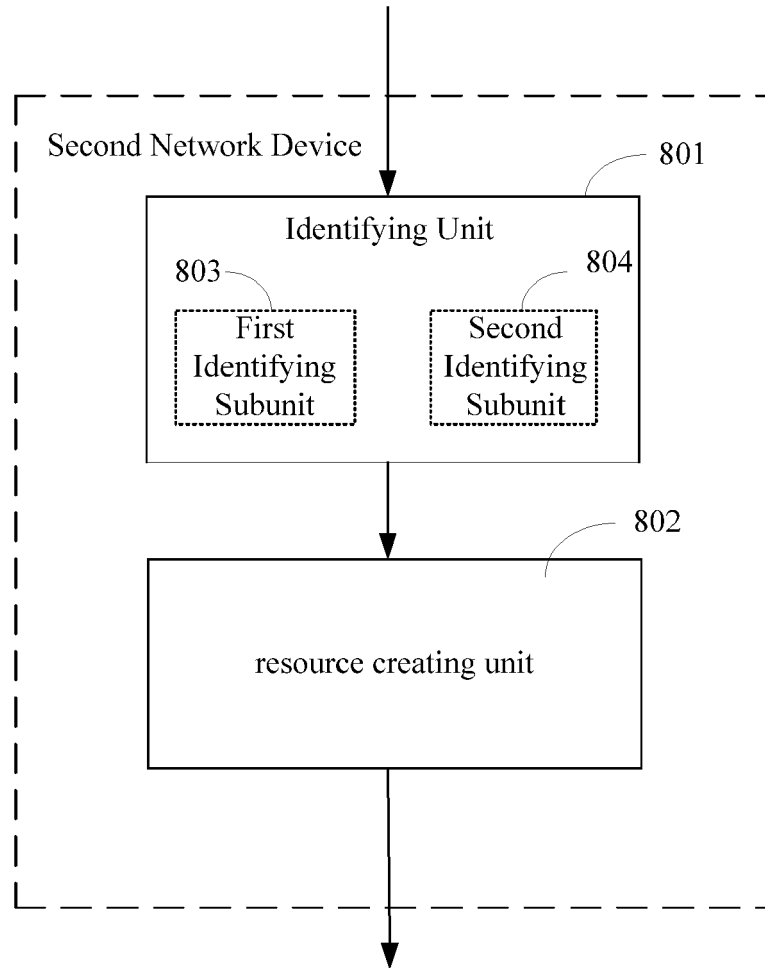 Second Network Device
801
Identifying Unit
803
804
First
Identifying
Subunit
Second
Identifying
Subunit
802
resource creating unit